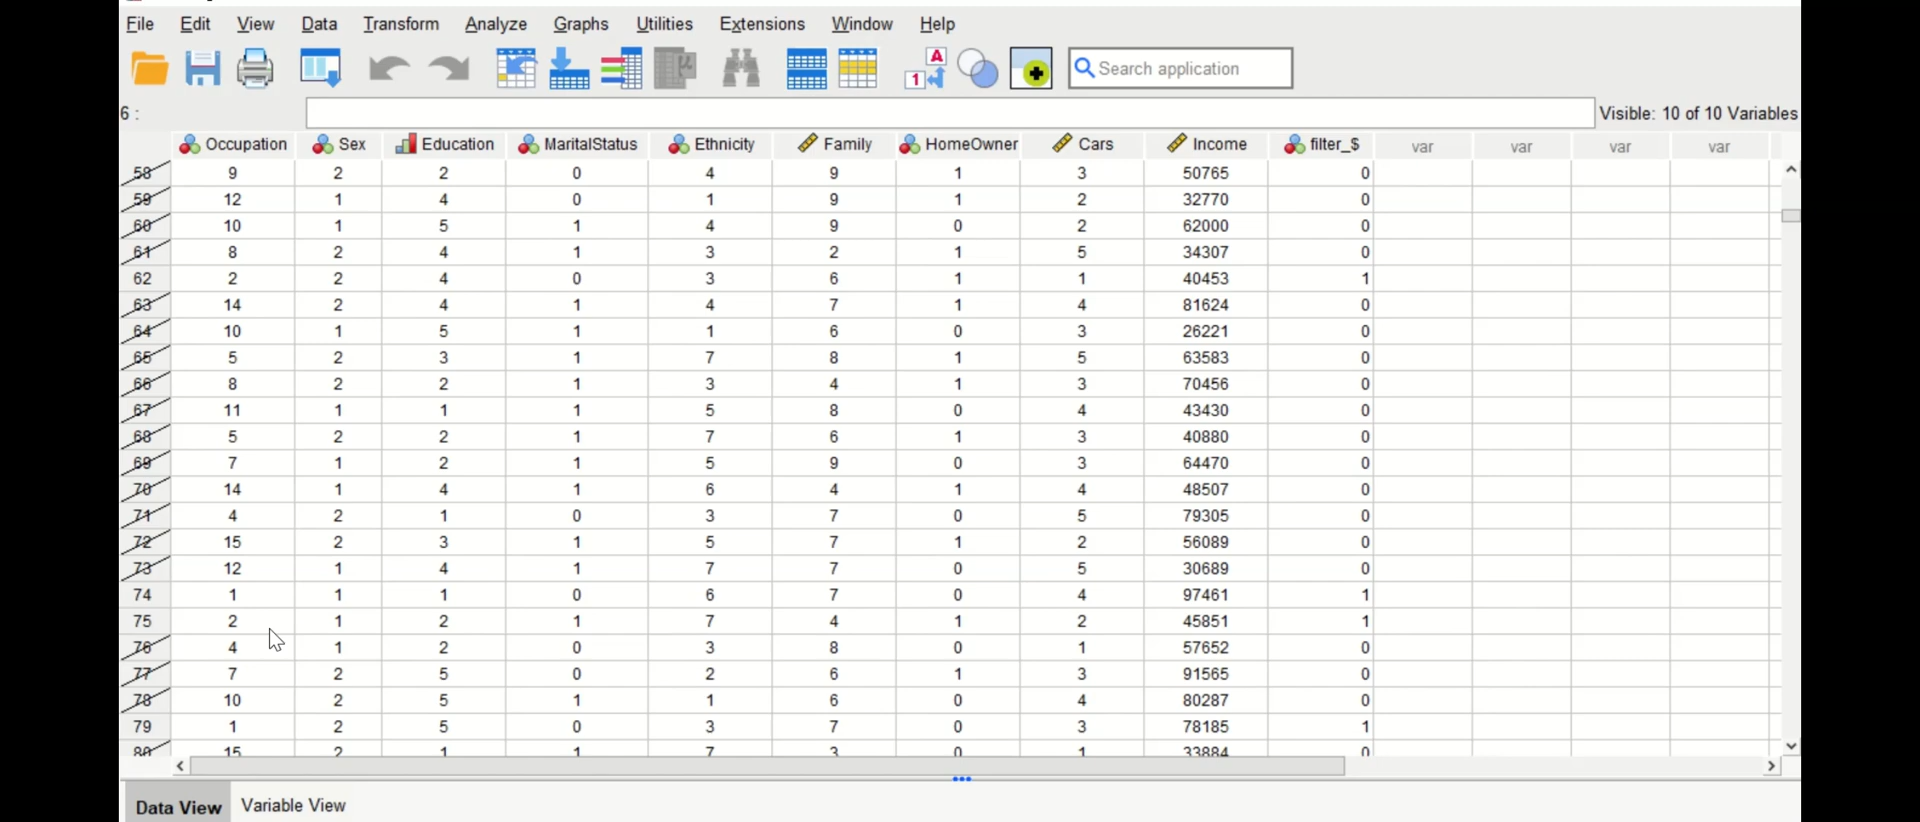 File Edit View Data Transform Analyze Graphs Utilities Extensions Window Help
1 A Search application
6 : Visible: 10 of 10 Variables
Occupation Sex Education MaritalStatus Ethnicity Family HomeOwner Cars Income filter_$ var var var var
58 9 2 2 0 4 9 1 3 50765 0
59 12 1 4 0 1 9 1 2 32770 0
60 10 1 5 1 4 9 0 2 62000 0
61 8 2 4 1 3 2 1 5 34307 0
62 2 2 4 0 3 6 1 1 40453 1
63 14 2 4 1 4 7 1 4 81624 0
64 10 1 5 1 1 6 0 3 26221 0
65 5 2 3 1 7 8 1 5 63583 0
66 8 2 2 1 3 4 1 3 70456 0
67 11 1 1 1 5 8 0 4 43430 0
68 5 2 2 1 7 6 1 3 40880 0
69 7 1 2 1 5 9 0 3 64470 0
70 14 1 4 1 6 4 1 4 48507 0
71 4 2 1 0 3 7 0 5 79305 0
72 15 2 3 1 5 7 1 2 56089 0
73 12 1 4 1 7 7 0 5 30689 0
74 1 1 1 0 6 7 0 4 97461 1
75 2 1 2 1 7 4 1 2 45851 1
76 4 1 2 0 3 8 0 1 57652 0
77 7 2 5 0 2 6 1 3 91565 0
78 10 2 5 1 1 6 0 4 80287 0
79 1 2 5 0 3 7 0 3 78185 1
80 15 2 1 1 7 3 0 1 33884 0
Data View Variable View